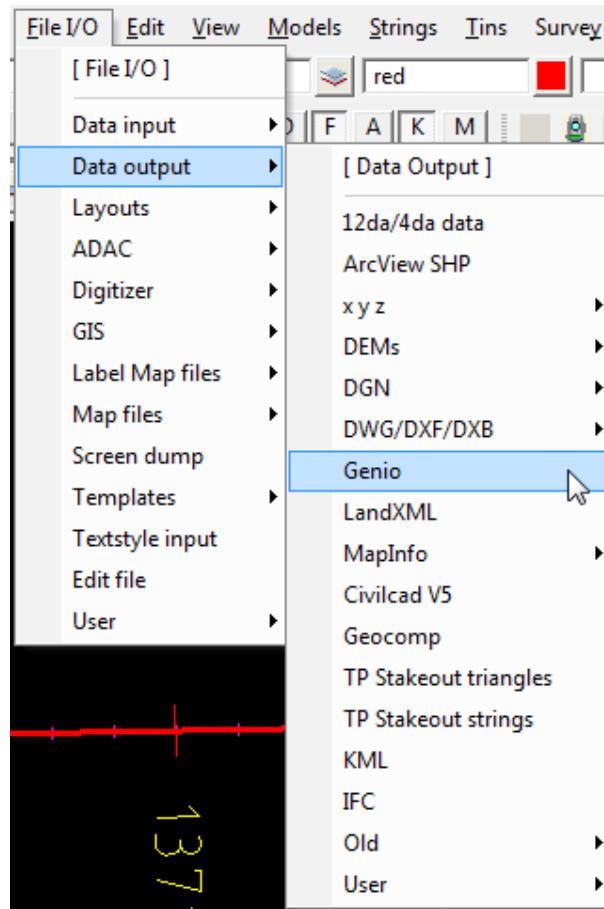 File I/O Edit View Models Strings Tins Survey
[ File I/O ]
red
Data input
F A K M
Data output
[ Data Output ]
Layouts
12da/4da data
ADAC
ArcView SHP
Digitizer
x y z
GIS
DEMs
Label Map files
DGN
Map files
DWG/DXF/DXB
Screen dump
Genio
Templates
LandXML
Textstyle input
MapInfo
Edit file
Civilcad V5
User
Geocomp
TP Stakeout triangles
TP Stakeout strings
KML
IFC
Old
User
137